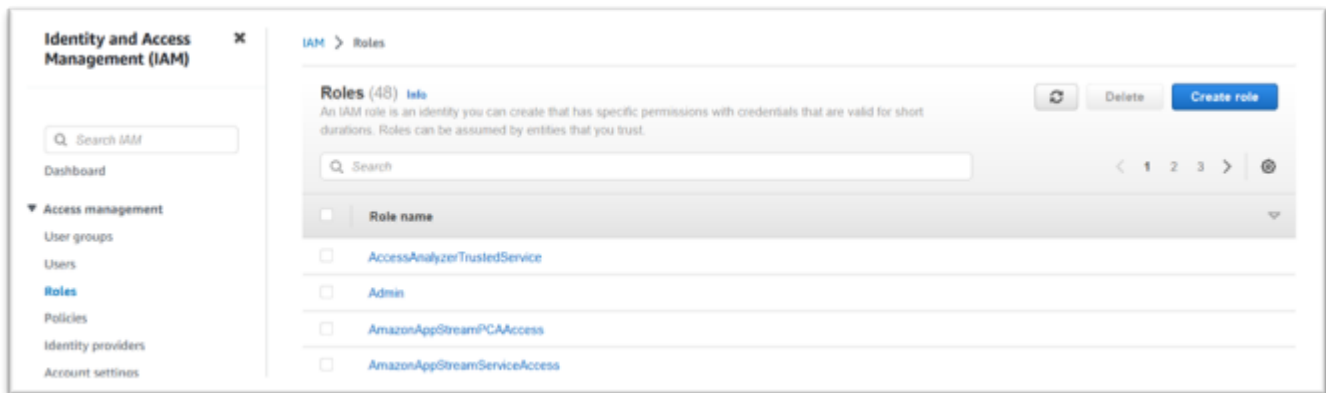 Identity and Access
Management (IAM)
Search IAM
Dashboard
Access management
User groups
Users
Roles
Policies
Identity providers
Account settings
IAM > Roles
Roles (48) Info
An IAM role is an identity you can create that has specific permissions with credentials that are valid for short
durations. Roles can be assumed by entities that you trust.
Delete
Create role
Search
1 2 3
Role name
AccessAnalyzerTrustedService
Admin
AmazonAppStreamPCAAccess
AmazonAppStreamServiceAccess